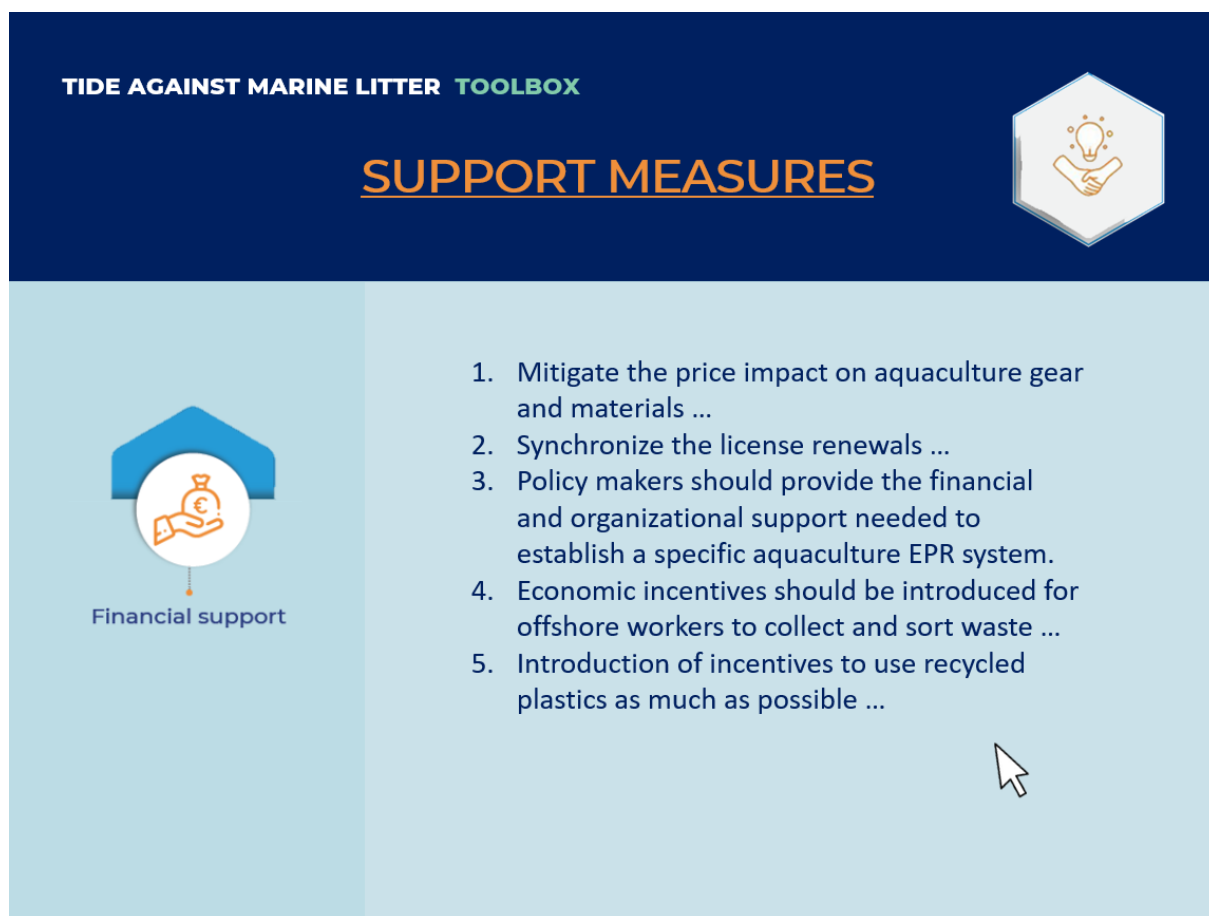 TIDE AGAINST MARINE LITTER TOOLBOX
SUPPORT MEASURES
€
Financial support
1. Mitigate the price impact on aquaculture gear
and materials ...
2. Synchronize the license renewals ...
3. Policy makers should provide the financial
and organizational support needed to
establish a specific aquaculture EPR system.
4. Economic incentives should be introduced for
offshore workers to collect and sort waste ...
5. Introduction of incentives to use recycled
plastics as much as possible ...